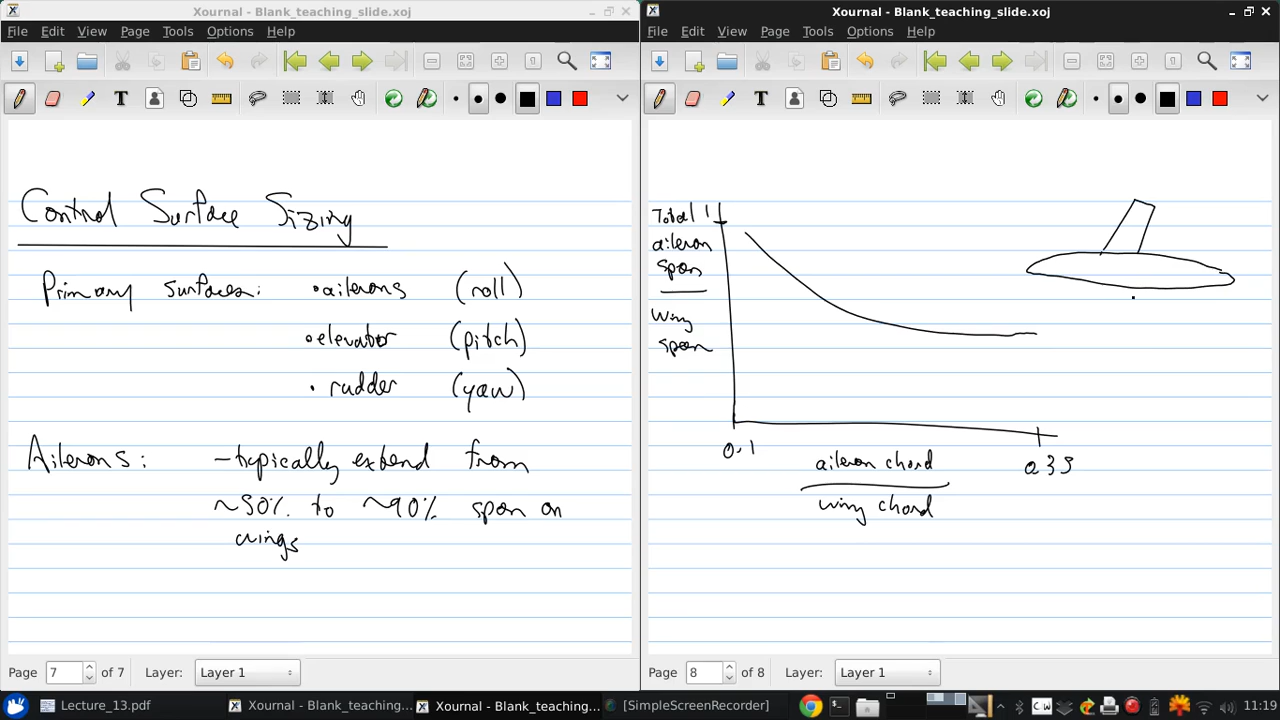 Xournal - Blank_teaching_slide.xoj
File Edit View Page Tools Options Help
Control Surface Sizing
Primary surfaces: • ailerons (roll)
• elevator (pitch)
• rudder (yaw)
Ailerons: - typically extend from
~50% to ~90% span on
wings
Page 7 of 7 Layer: Layer 1
Xournal - Blank_teaching_slide.xoj
File Edit View Page Tools Options Help
Total 1
aileron
span
wing
span
0.1
aileron chord
wing chord
0.35
Page 8 of 8 Layer: Layer 1
Lecture_13.pdf
Xournal - Blank_teaching_...
Xournal - Blank_teaching_...
[SimpleScreenRecorder]
11:19